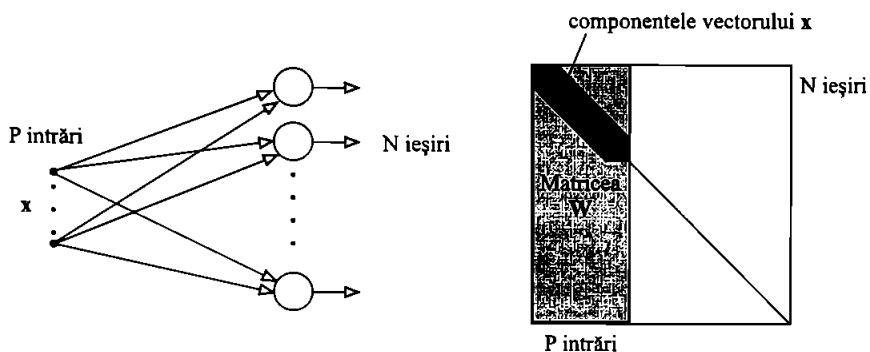 componentele vectorului x
N ieşiri
P intrări
N ieşiri
x
Matricea
W
P intrări